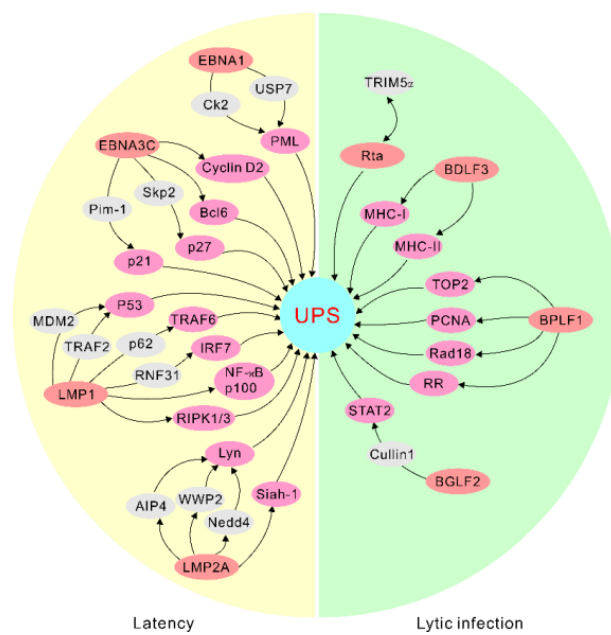 EBNA1
USP7
Ck2
PML
EBNA3C
Cyclin D2
Skp2
Bcl6
Pim-1
p27
p21
MDM2
P53
TRAF6
TRAF2
p62
IRF7
RNF31
NF-κB
p100
LMP1
RIPK1/3
Lyn
AIP4
WWP2
Siah-1
Nedd4
LMP2A
UPS
TRIM5α
Rta
BDLF3
MHC-I
MHC-II
TOP2
PCNA
BPLF1
Rad18
RR
STAT2
Cullin1
BGLF2
Latency
Lytic infection